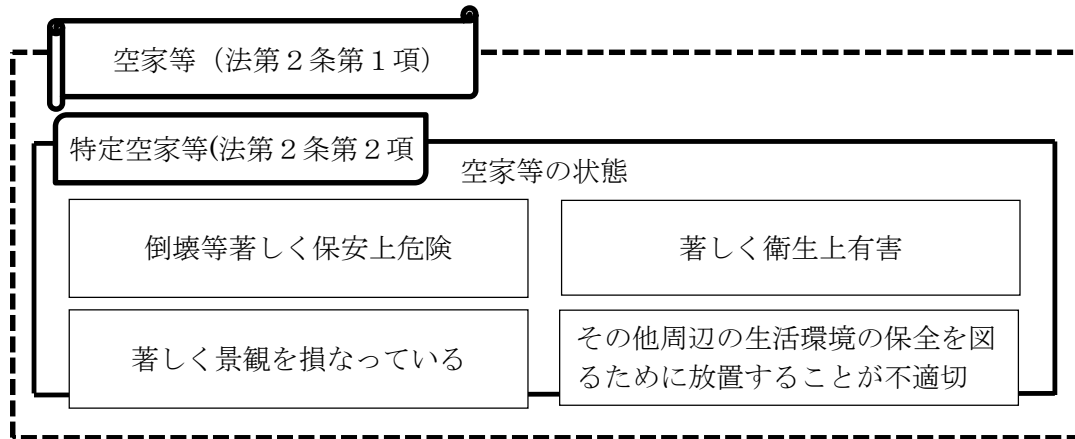 空家等（法第２条第１項）
特定空家等(法第２条第２項
空家等の状態
倒壊等著しく保安上危険
著しく衛生上有害
著しく景観を損なっている
その他周辺の生活環境の保全を図
るために放置することが不適切